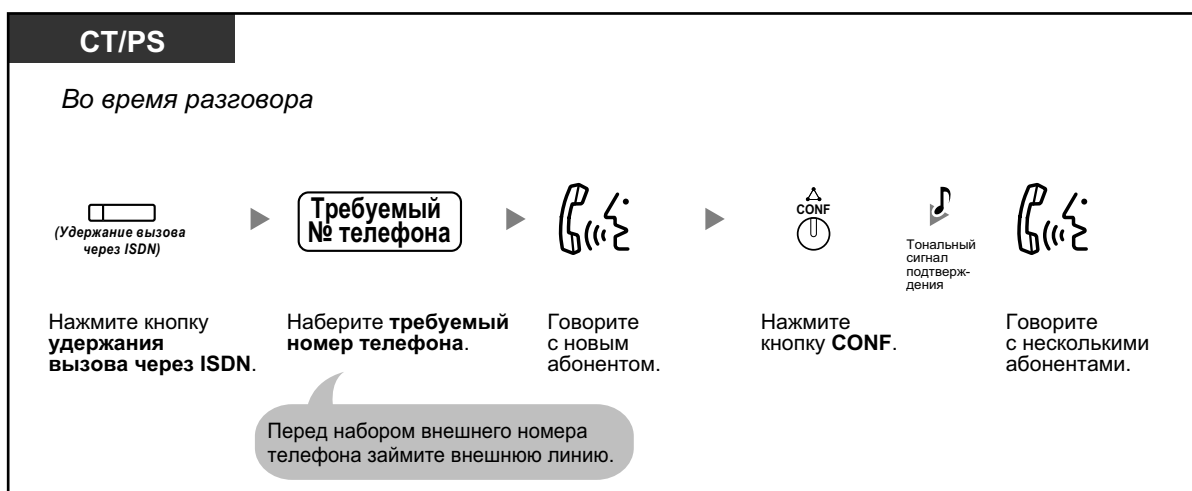 CT/PS
Во время разговора
(Удержание вызова
через ISDN)
Требуемый
№ телефона
CONF
Тональный
сигнал
подтверж-
дения
Нажмите кнопку
удержания
вызова через ISDN.
Наберите требуемый
номер телефона.
Говорите
с новым
абонентом.
Нажмите
кнопку CONF.
Говорите
с несколькими
абонентами.
Перед набором внешнего номера
телефона займите внешнюю линию.